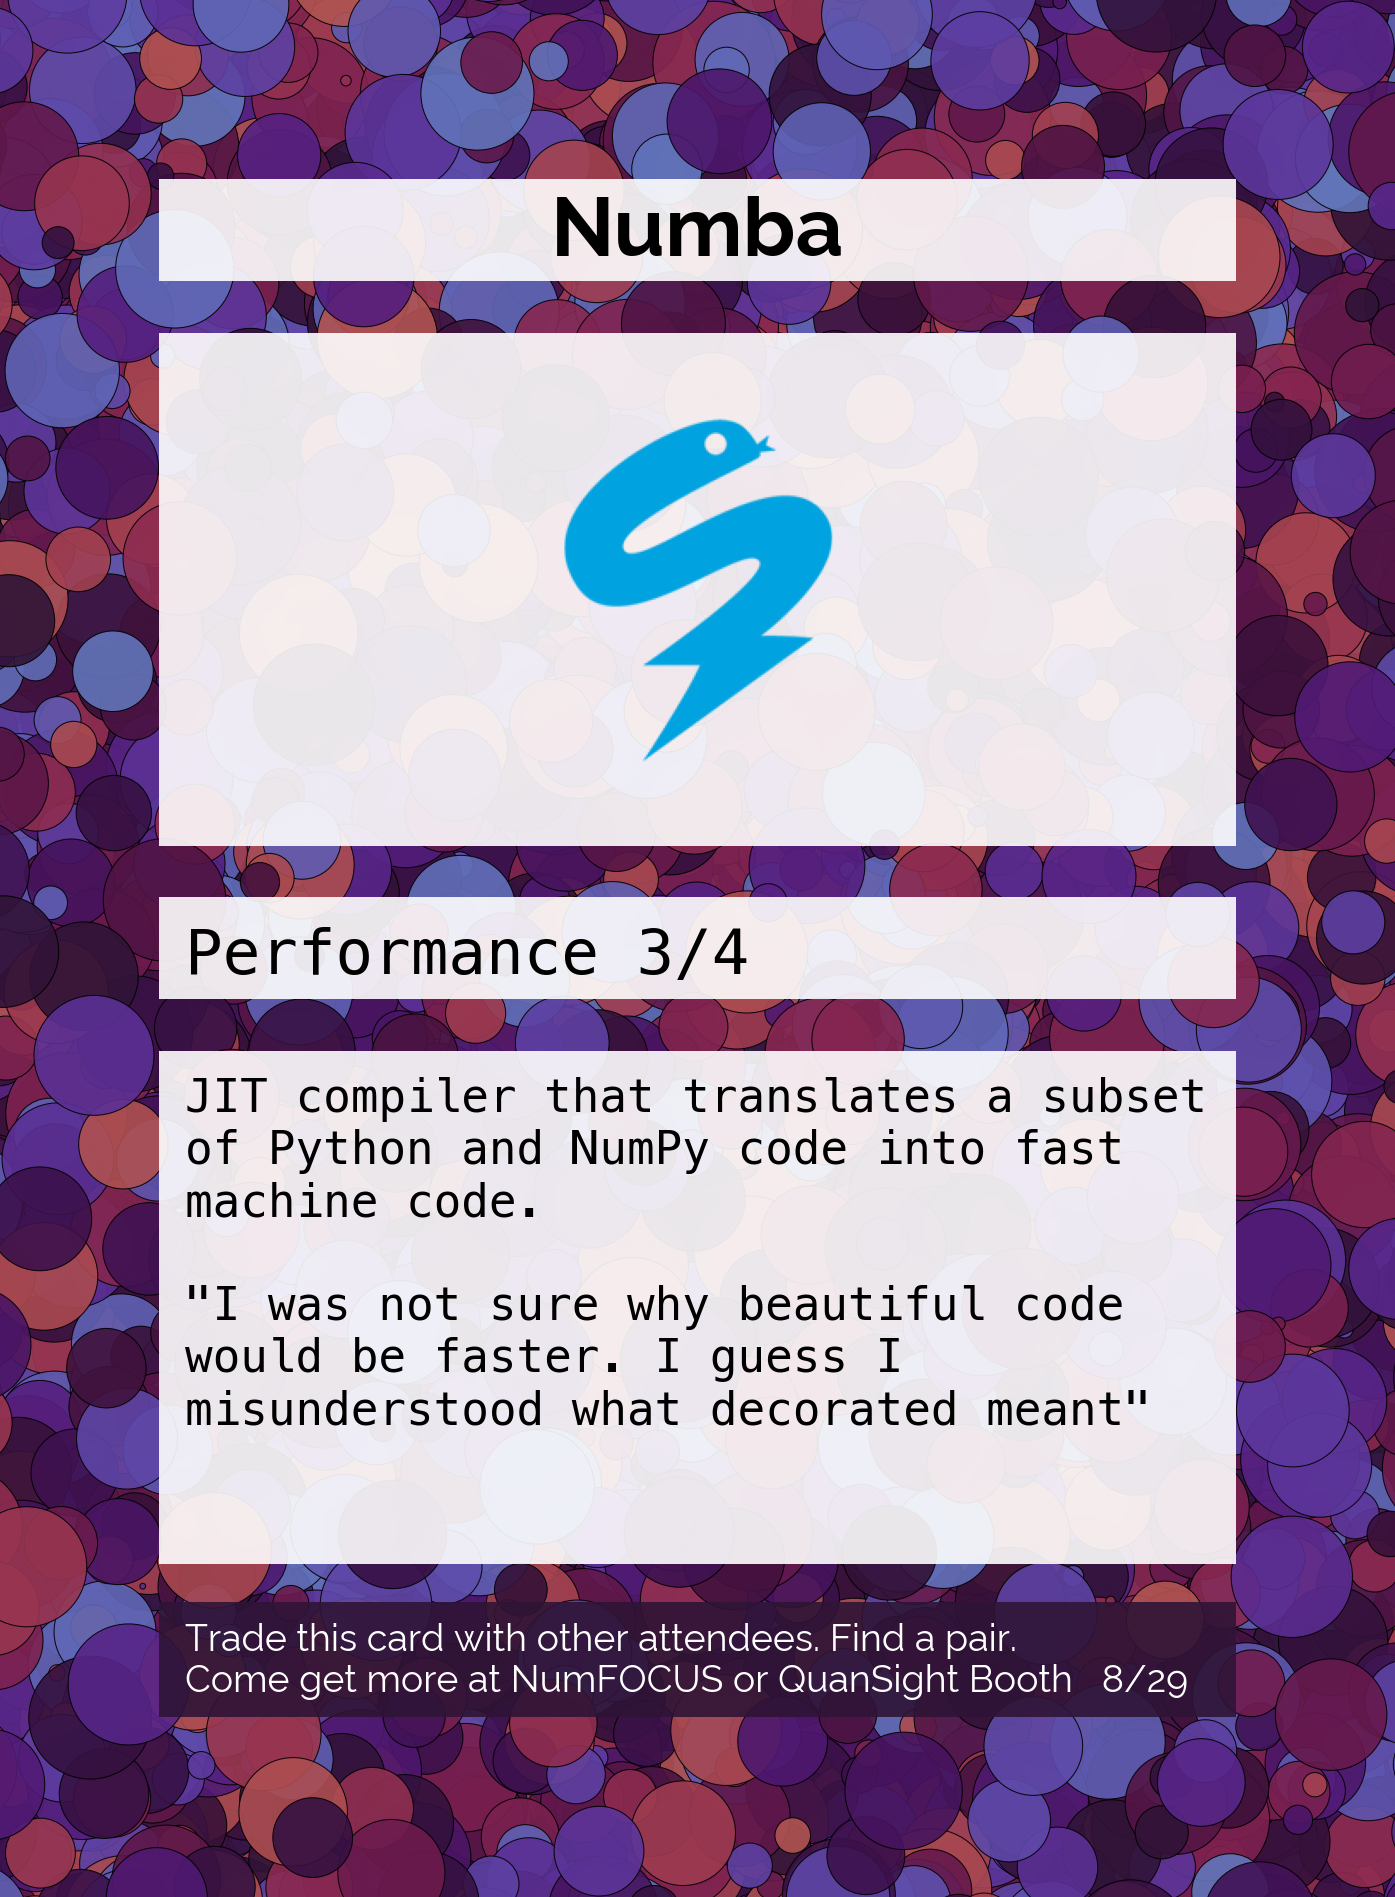 Numba
Performance 3/4
JIT compiler that translates a subset
of Python and NumPy code into fast
machine code.
"I was not sure why beautiful code
would be faster. I guess I
misunderstood what decorated meant"
Trade this card with other attendees. Find a pair.
Come get more at NumFOCUS or QuanSight Booth 8/29